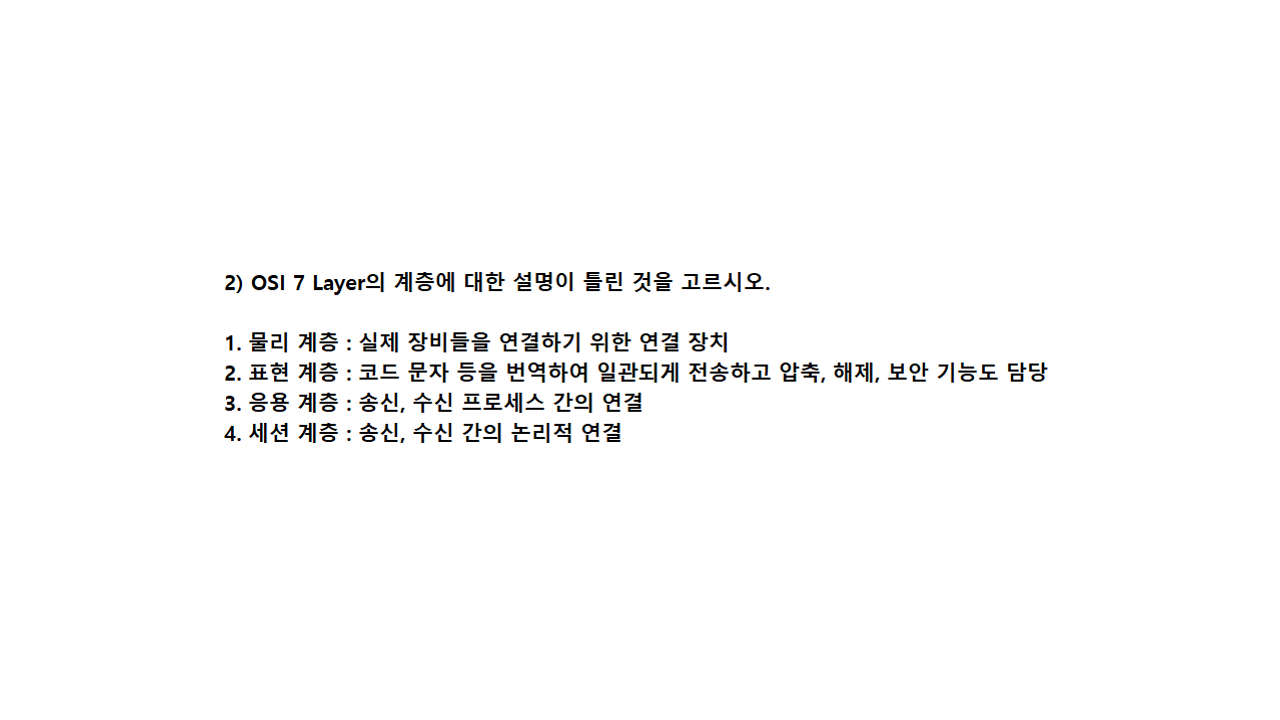 2) OSI 7 Layer의 계층에 대한 설명이 틀린 것을 고르시오.
1. 물리 계층 : 실제 장비들을 연결하기 위한 연결 장치
2. 표현 계층 : 코드 문자 등을 번역하여 일관되게 전송하고 압축, 해제, 보안 기능도 담당
3. 응용 계층 : 송신, 수신 프로세스 간의 연결
4. 세션 계층 : 송신, 수신 간의 논리적 연결